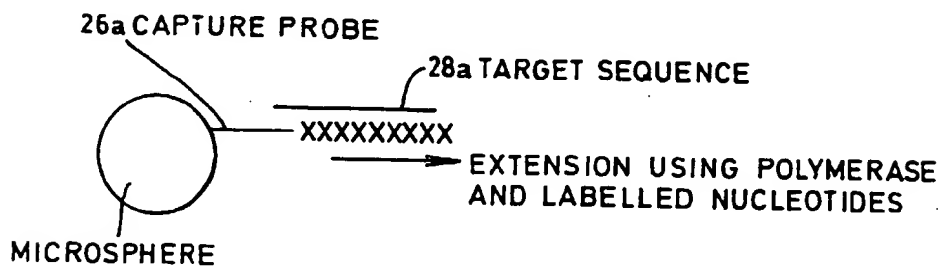 26a CAPTURE PROBE
28a TARGET SEQUENCE
XXXXXXXXX
EXTENSION USING POLYMERASE
AND LABELLED NUCLEOTIDES
MICROSPHERE